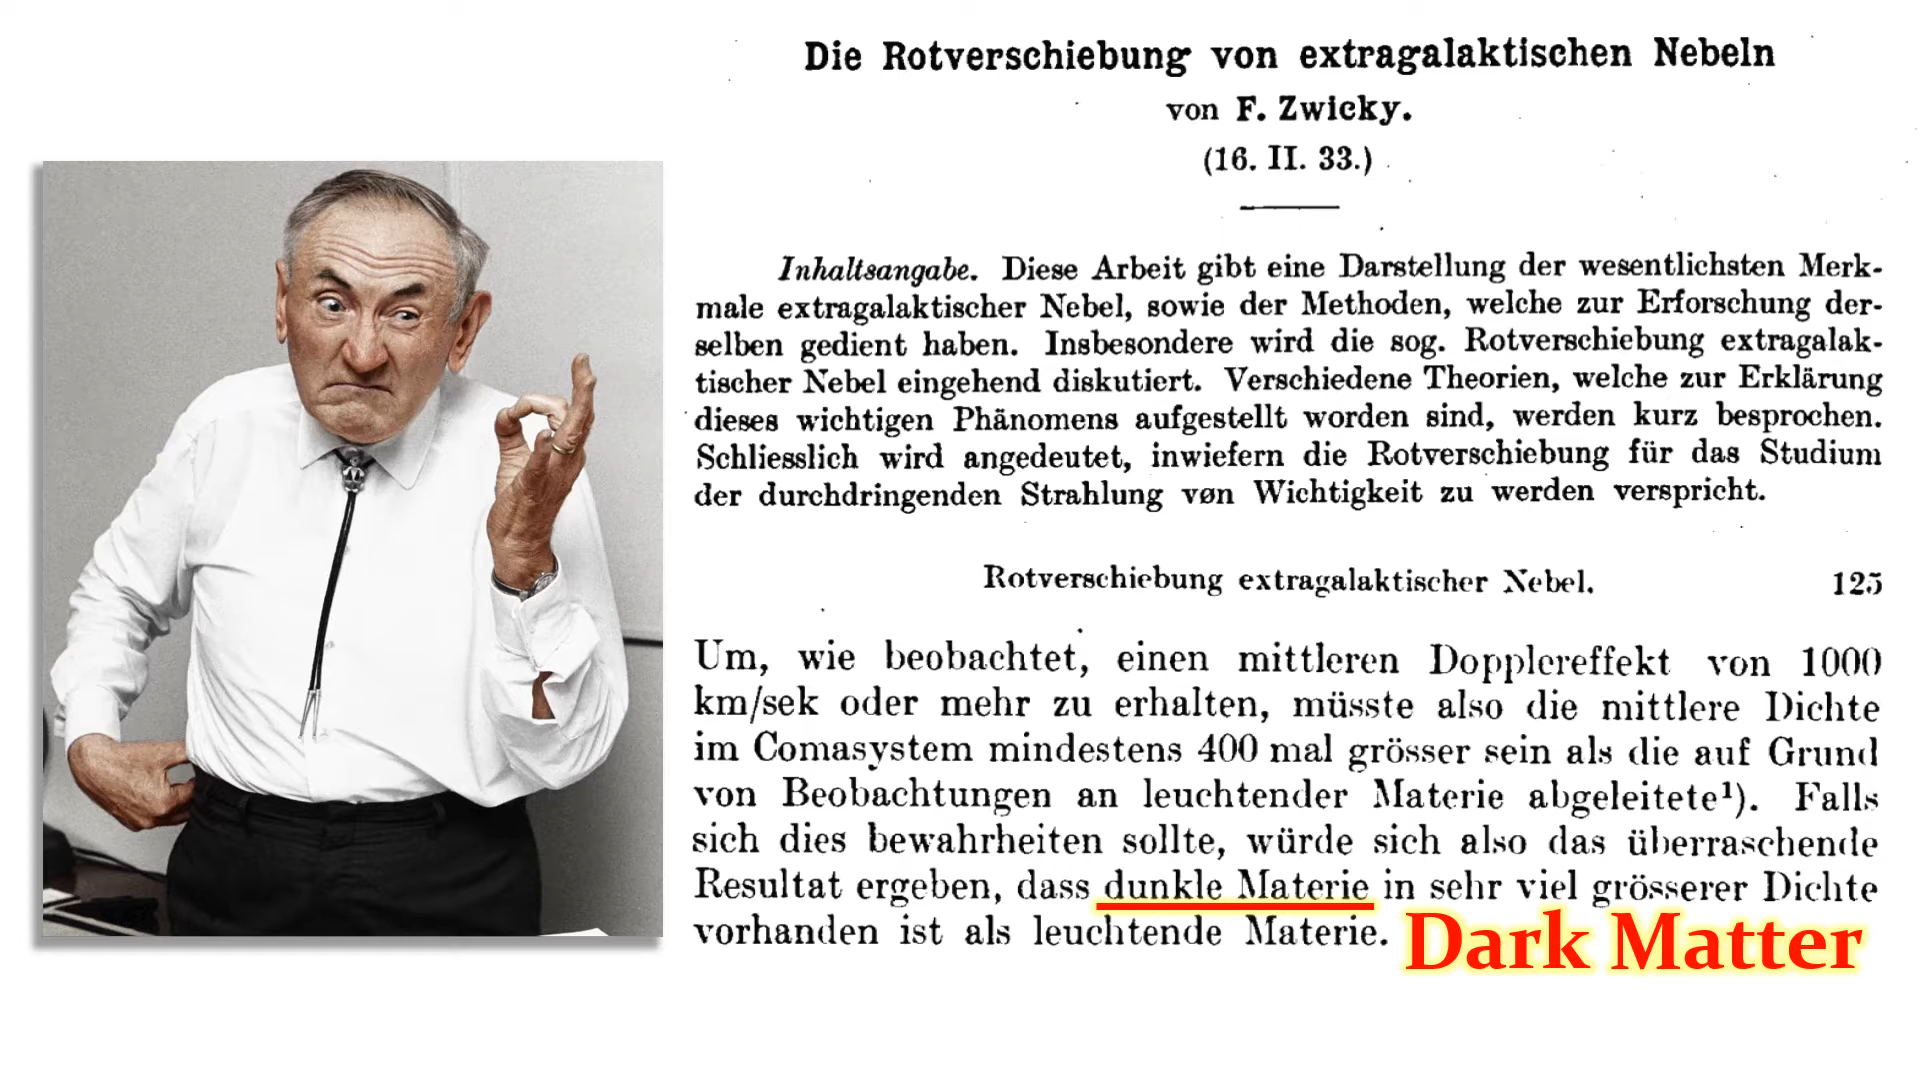 Die Rotverschiebung von extragalaktischen Nebeln
von F. Zwicky.
(16. II. 33.)
Inhaltsangabe. Diese Arbeit gibt eine Darstellung der wesentlichsten Merk-
male extragalaktischer Nebel, sowie der Methoden, welche zur Erforschung der-
selben gedient haben. Insbesondere wird die sog. Rotverschiebung extragalak-
tischer Nebel eingehend diskutiert. Verschiedene Theorien, welche zur Erklärung
dieses wichtigen Phänomens aufgestellt worden sind, werden kurz besprochen.
Schliesslich wird angedeutet, inwiefern die Rotverschiebung für das Studium
der durchdringenden Strahlung von Wichtigkeit zu werden verspricht.
Rotverschiebung extragalaktischer Nebel. 125
Um, wie beobachtet, einen mittleren Dopplereffekt von 1000
km/sek oder mehr zu erhalten, müsste also die mittlere Dichte
im Comasystem mindestens 400 mal grösser sein als die auf Grund
von Beobachtungen an leuchtender Materie abgeleitete¹). Falls
sich dies bewahrheiten sollte, würde sich also das überraschende
Resultat ergeben, dass dunkle Materie in sehr viel grösserer Dichte
vorhanden ist als leuchtende Materie.
Dark Matter